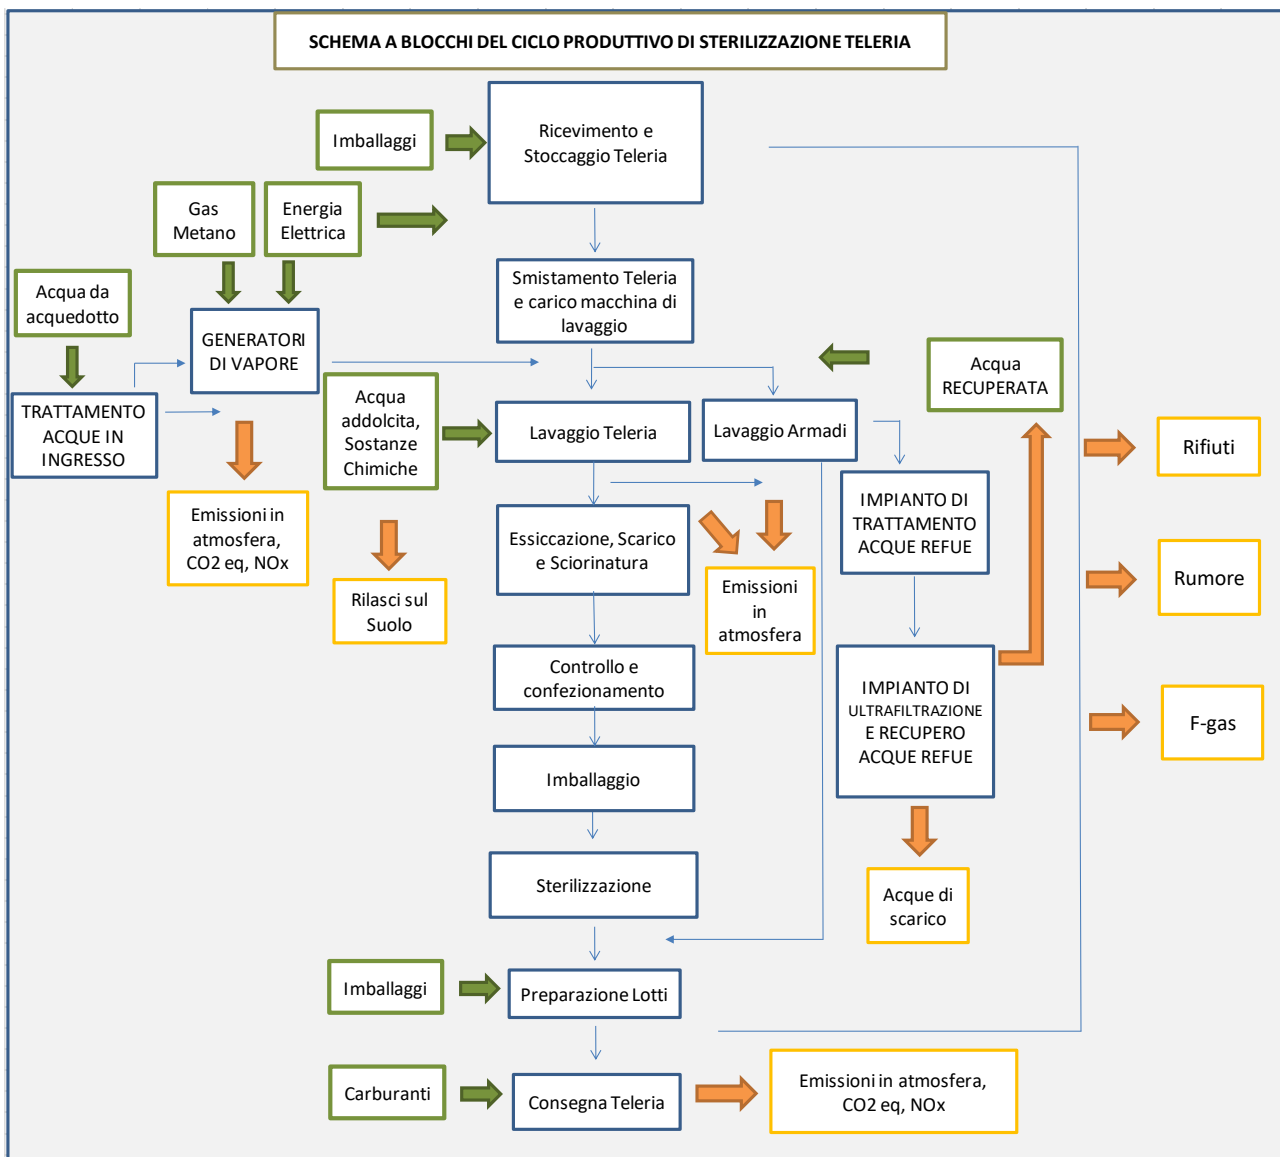 SCHEMA A BLOCCHI DEL CICLO PRODUTTIVO DI STERILIZZAZIONE TELERIA
Imballaggi
Ricevimento e
Stoccaggio Teleria
Gas
Metano
Energia
Elettrica
Acqua da
acquedotto
Smistamento Teleria
e carico macchina di
lavaggio
GENERATORI
DI VAPORE
Acqua
RECUPERATA
TRATTAMENTO
ACQUE IN
INGRESSO
Acqua
addolcita,
Sostanze
Chimiche
Lavaggio Teleria
Lavaggio Armadi
Rifiuti
IMPIANTO DI
TRATTAMENTO
ACQUE REFUE
Emissioni in
atmosfera,
CO2 eq, NOx
Essiccazione, Scarico
e Sciorinatura
Rilasci sul
Suolo
Emissioni
in
atmosfera
Rumore
Controllo e
confezionamento
IMPIANTO DI
ULTRAFILTRAZIONE
E RECUPERO
ACQUE REFUE
F-gas
Imballaggio
Sterilizzazione
Acque di
scarico
Imballaggi
Preparazione Lotti
Carburanti
Consegna Teleria
Emissioni in atmosfera,
CO2 eq, NOx